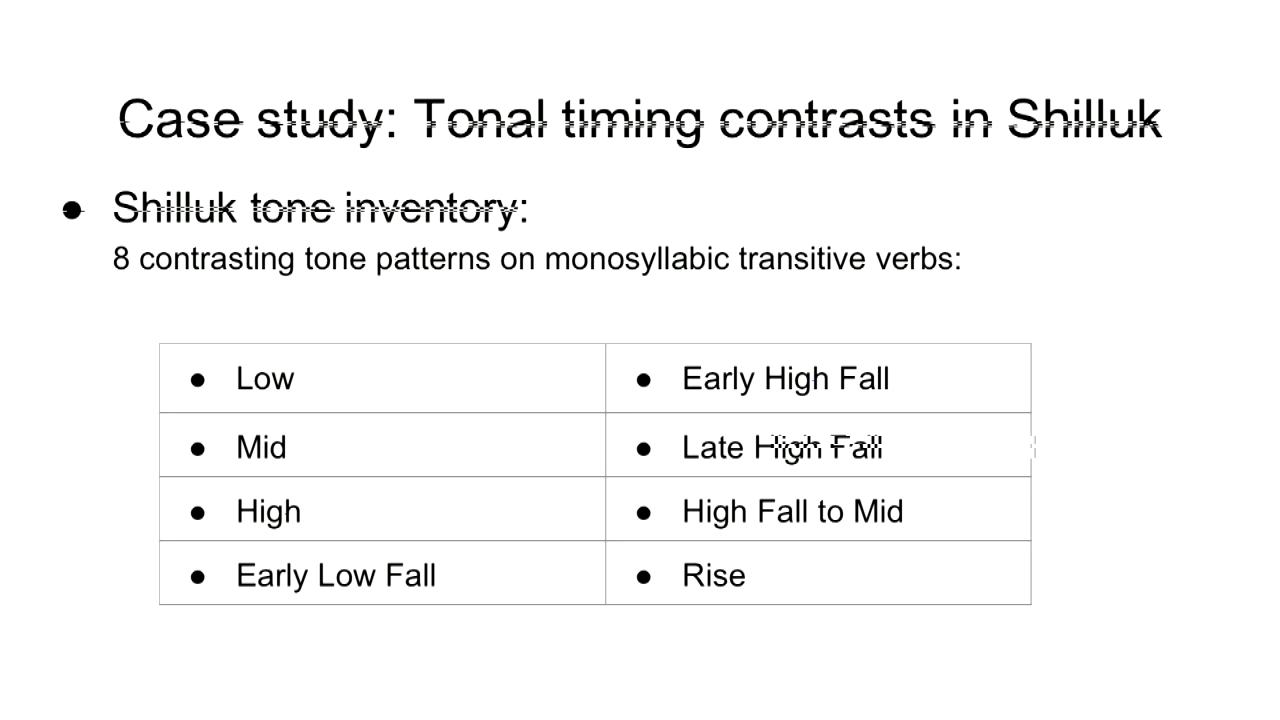 Case study: Tonal timing contrasts in Shilluk
● Shilluk tone inventory:
8 contrasting tone patterns on monosyllabic transitive verbs:
● Low ● Early High Fall
● Mid ● Late High Fall
● High ● High Fall to Mid
● Early Low Fall ● Rise